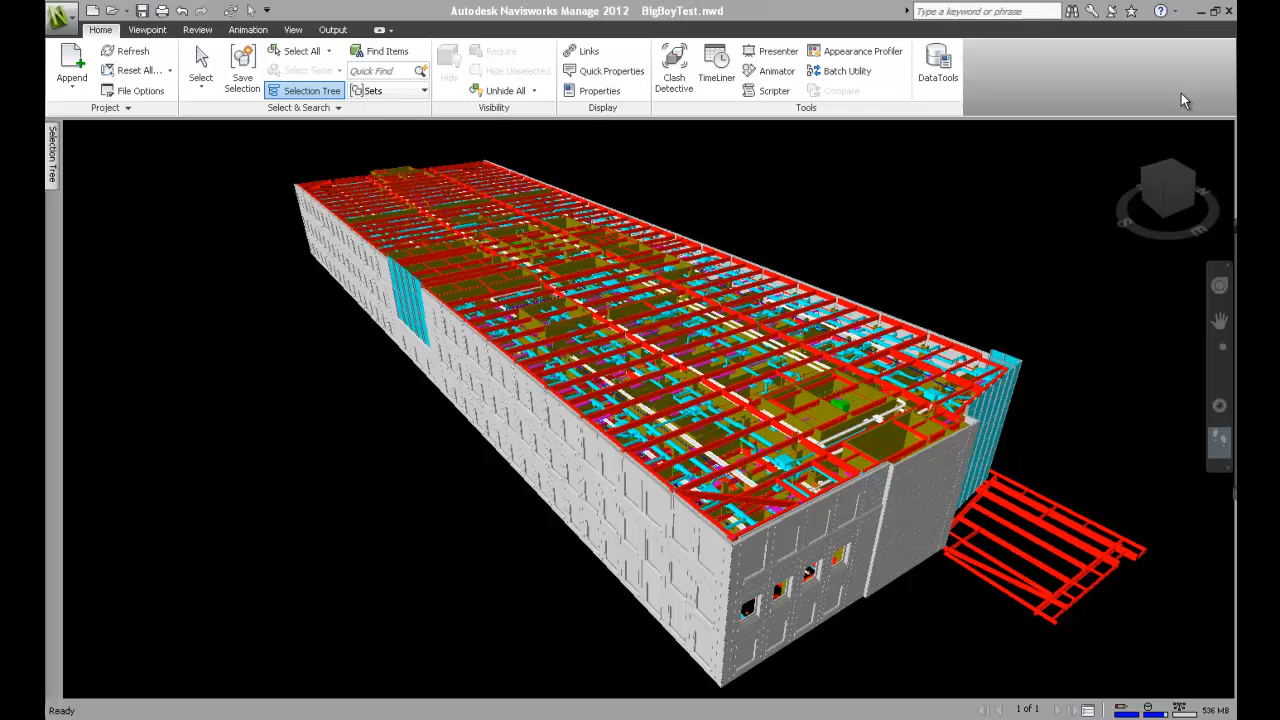 Autodesk Navisworks Manage 2012 BigBoyTest.nwd
Type a keyword or phrase
Home Viewpoint Review Animation View Output
Append
Refresh
Reset All...
File Options
Project
Select
Save Selection
Select All
Select Same
Selection Tree
Find Items
Quick Find
Sets
Select & Search
Hide
Require
Hide Unselected
Unhide All
Visibility
Links
Quick Properties
Properties
Display
Clash Detective
TimeLiner
Presenter
Animator
Scripter
Appearance Profiler
Batch Utility
Compare
Tools
DataTools
Selection Tree
S
E
Ready
1 of 1
536 MB